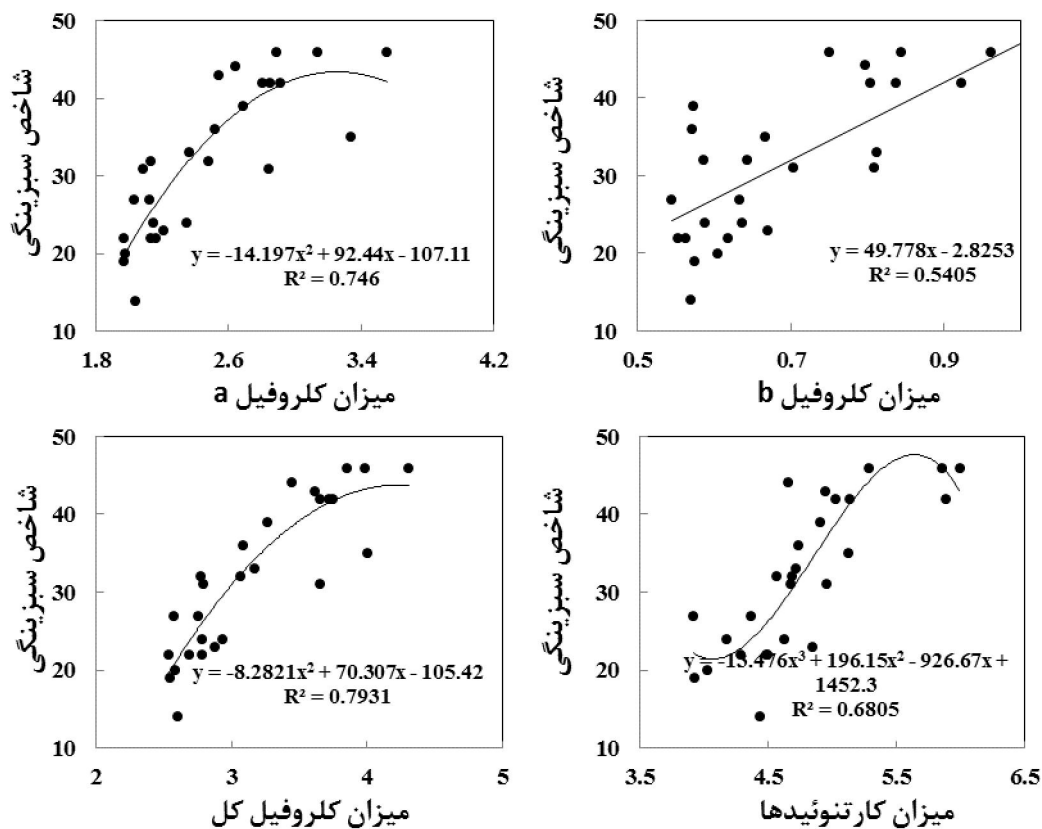 50
40
30
20
10
شاخص سبزینگی
y = -14.197x² + 92.44x - 107.11
R² = 0.746
1.8 2.6 3.4 4.2
میزان کلروفیل a
50
40
30
20
10
شاخص سبزینگی
y = 49.778x - 2.8253
R² = 0.5405
0.5 0.7 0.9
میزان کلروفیل b
50
40
30
20
10
شاخص سبزینگی
y = -8.2821x² + 70.307x - 105.42
R² = 0.7931
2 3 4 5
میزان کلروفیل کل
50
40
30
20
10
شاخص سبزینگی
y = -13.476x³ + 196.15x² - 926.67x +
1452.3
R² = 0.6805
3.5 4.5 5.5 6.5
میزان کارتنوئیدها